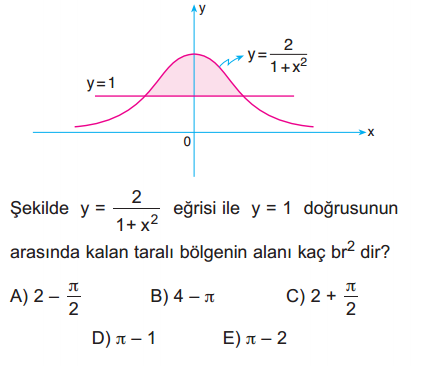 y
y = 2 / 1+x²
y=1
x
0
Şekilde y = 2 / 1+x² eğrisi ile y = 1 doğrusunun
arasında kalan taralı bölgenin alanı kaç br² dir?
A) 2 – π/2 B) 4 – π C) 2 + π/2
D) π – 1 E) π – 2